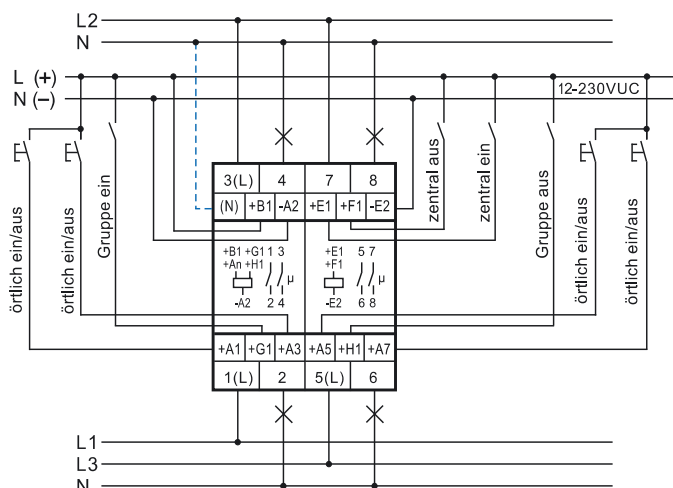 L2
N
L (+)
N (–)
12-230VUC
örtlich ein/aus
örtlich ein/aus
Gruppe ein
zentral aus
zentral ein
Gruppe aus
örtlich ein/aus
örtlich ein/aus
3(L) 4 7 8
(N) +B1 -A2 +E1 +F1 -E2
+B1 +G1 1 3
+An +H1
µ
-A2 2 4
+E1 5 7
+F1
µ
-E2 6 8
+A1 +G1 +A3 +A5 +H1 +A7
1(L) 2 5(L) 6
L1
L3
N